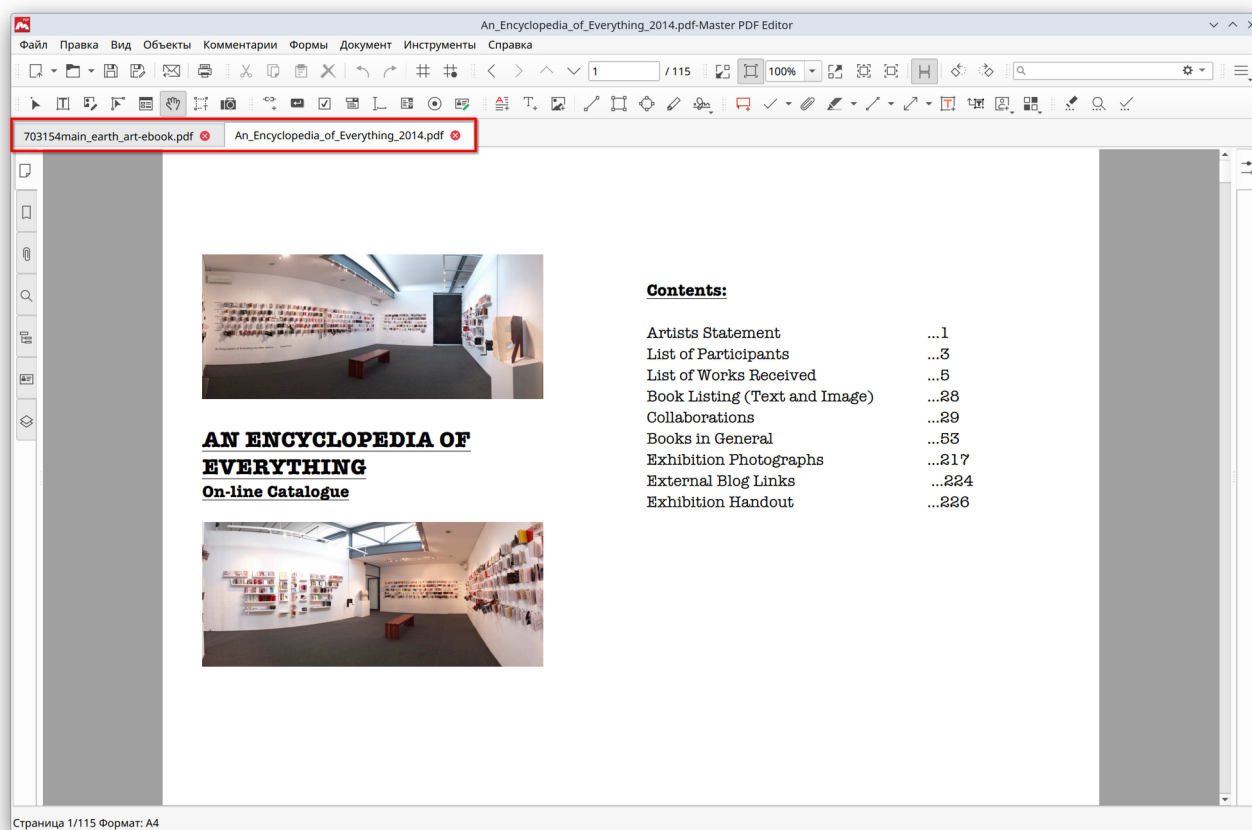 An_Encyclopedia_of_Everything_2014.pdf-Master PDF Editor
Файл Правка Вид Объекты Комментарии Формы Документ Инструменты Справка
1 / 115 100%
703154main_earth_art-ebook.pdf An_Encyclopedia_of_Everything_2014.pdf
AN ENCYCLOPEDIA OF
EVERYTHING
On-line Catalogue
Contents:
Artists Statement ...1
List of Participants ...3
List of Works Received ...5
Book Listing (Text and Image) ...28
Collaborations ...29
Books in General ...53
Exhibition Photographs ...217
External Blog Links ...224
Exhibition Handout ...226
Страница 1/115 Формат: A4